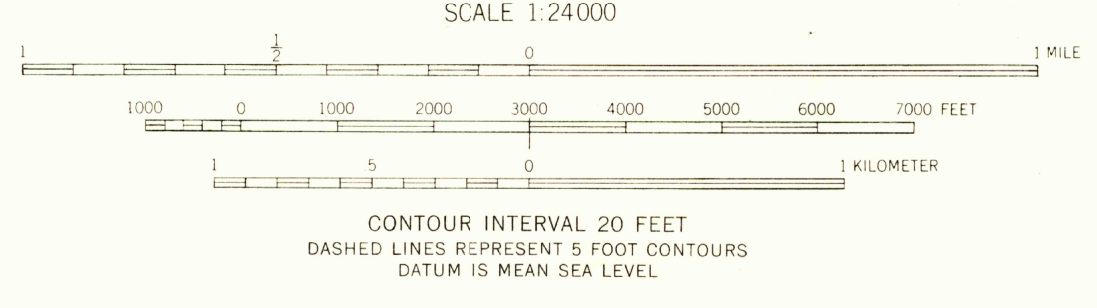 SCALE 1:24000
1 1/2 0 1 MILE
1000 0 1000 2000 3000 4000 5000 6000 7000 FEET
1 .5 0 1 KILOMETER
CONTOUR INTERVAL 20 FEET
DASHED LINES REPRESENT 5 FOOT CONTOURS
DATUM IS MEAN SEA LEVEL